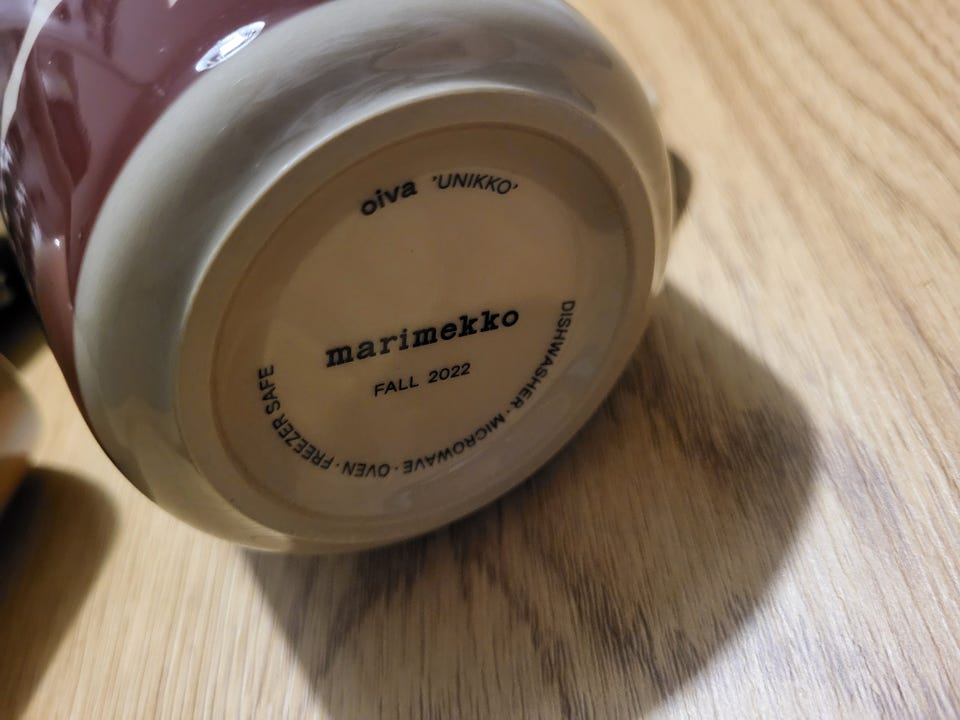 oiva 'UNIKKO'
marimekko
FALL 2022
DISHWASHER · MICROWAVE · OVEN · FREEZER SAFE